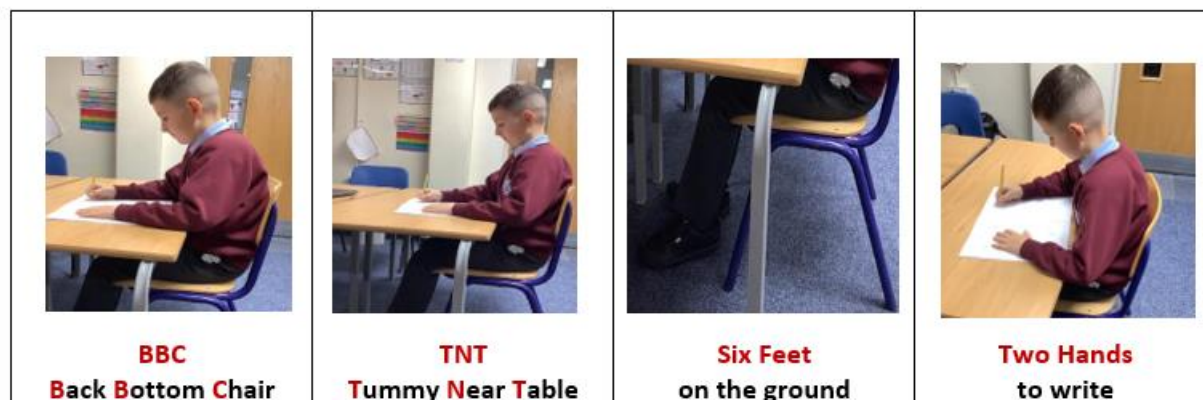 BBC
Back Bottom Chair
TNT
Tummy Near Table
Six Feet
on the ground
Two Hands
to write